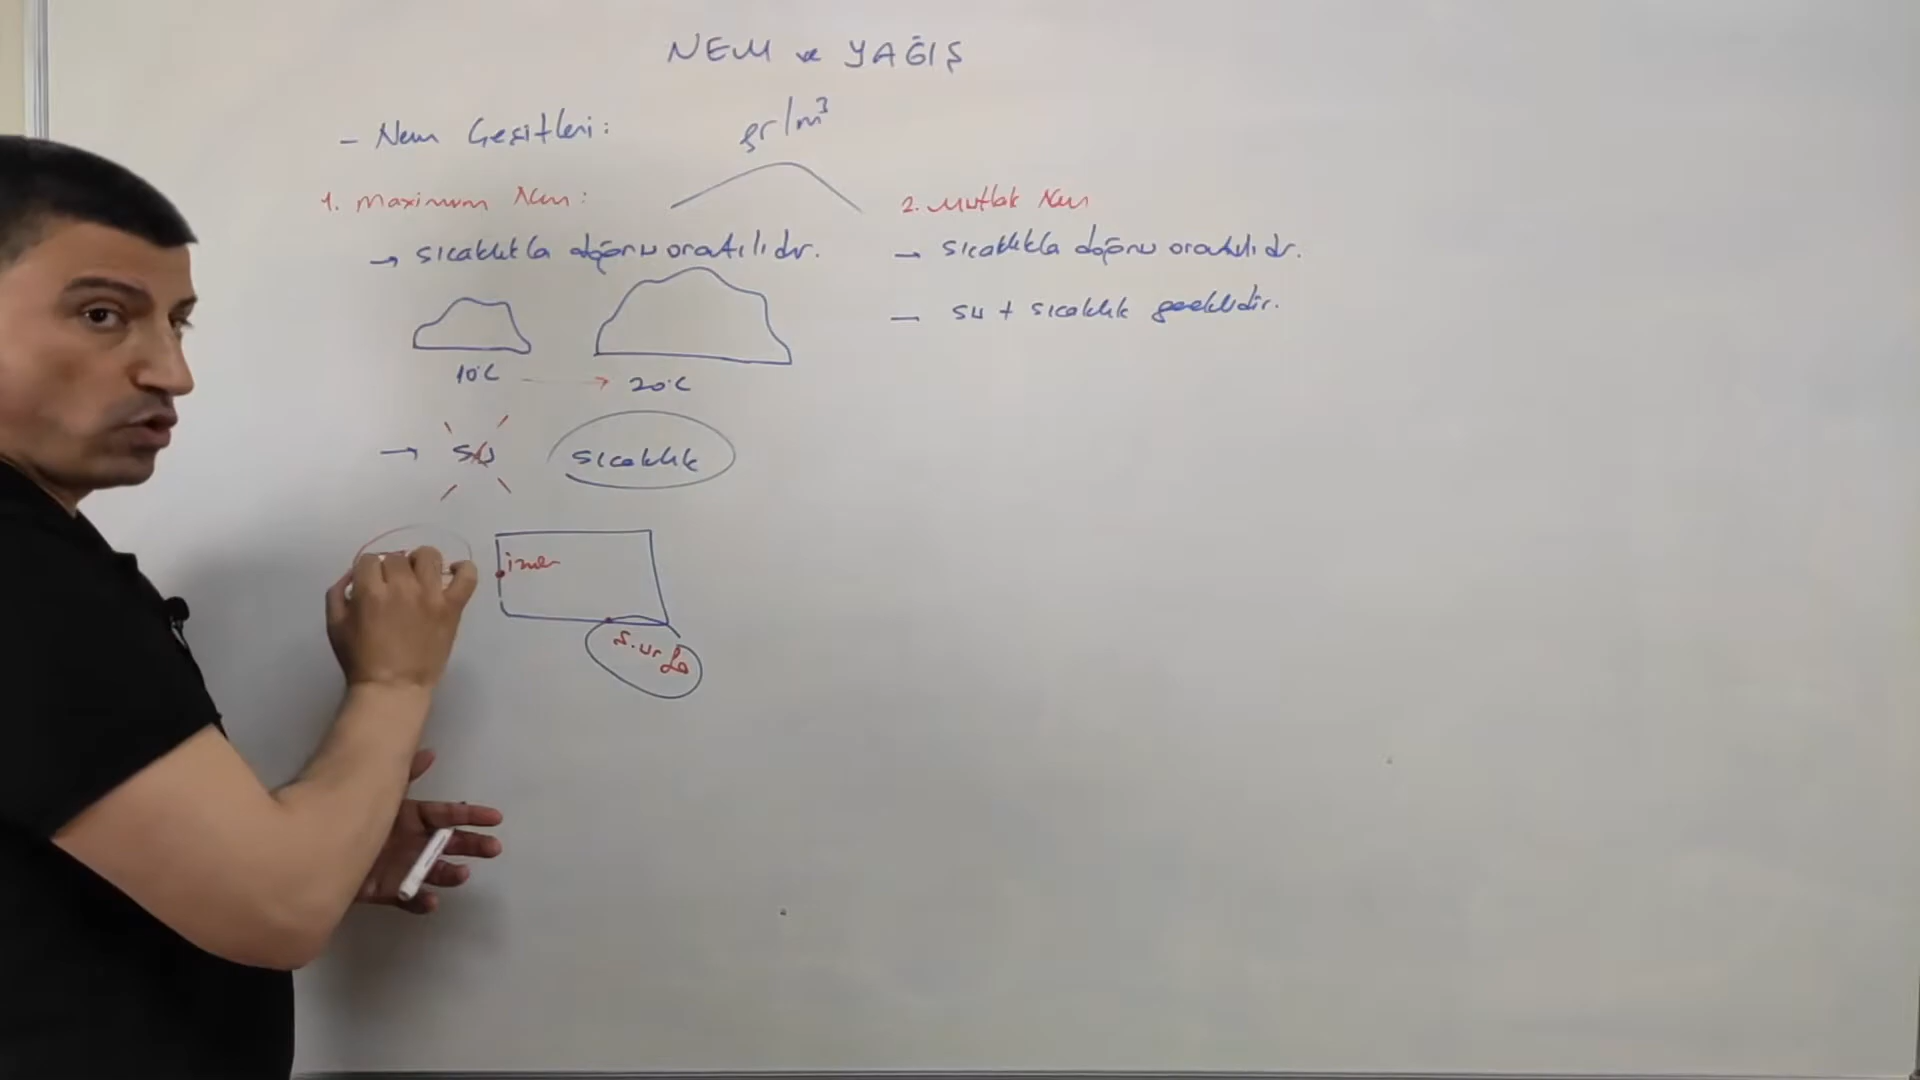 NEM ve YAĞIŞ
- Nem Çeşitleri:
gr/m³
1. Maximum Nem:
→ sıcaklıkla doğru orantılıdır.
10°C → 20°C
→ su sıcaklık
izmir
Ş.urfa
2. Mutlak Nem
- sıcaklıkla doğru orantılıdır.
- su + sıcaklık gereklidir.